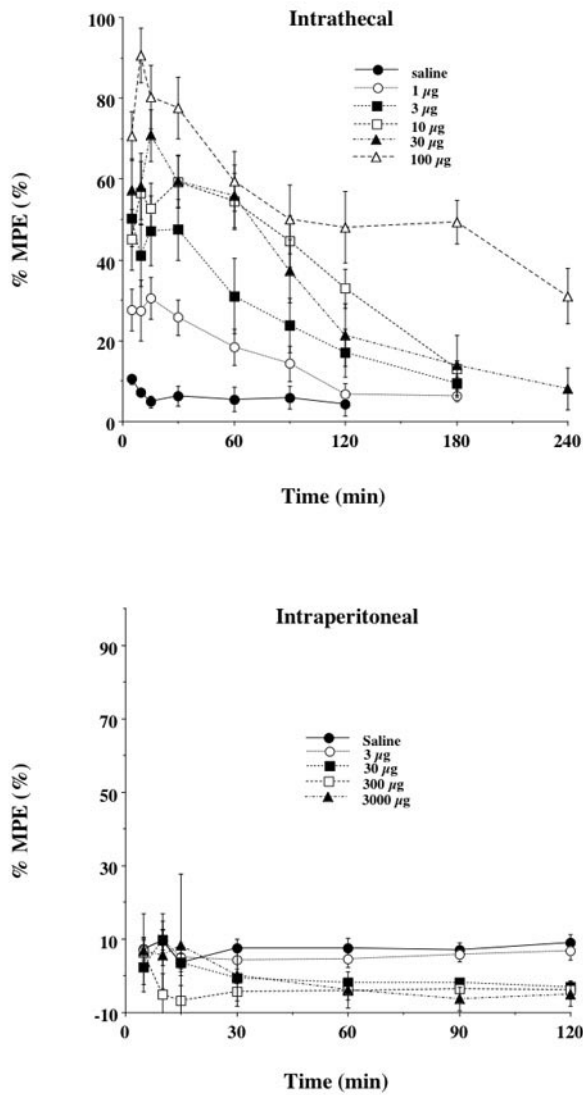 Intrathecal
100
80
60
40
20
0
% MPE (%)
saline
1 µg
3 µg
10 µg
30 µg
100 µg
0 60 120 180 240
Time (min)
Intraperitoneal
90
70
50
30
10
-10
% MPE (%)
Saline
3 µg
30 µg
300 µg
3000 µg
0 30 60 90 120
Time (min)